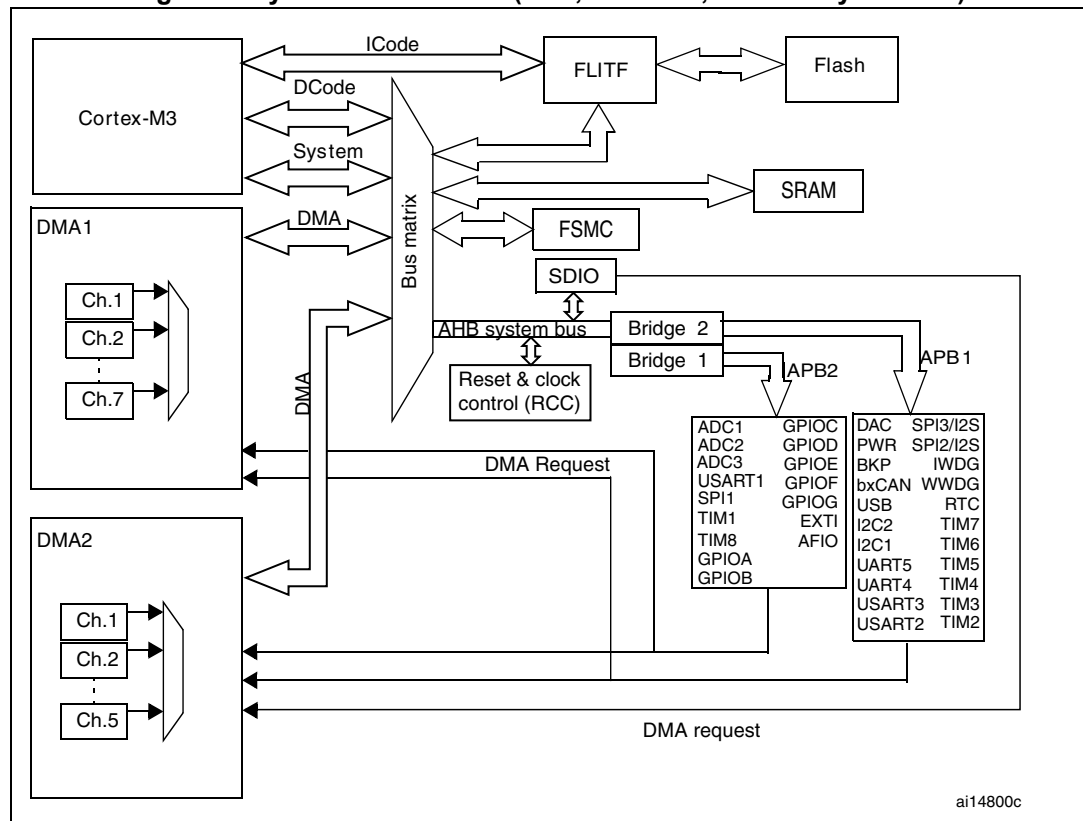 ICode
FLITF
Flash
Cortex-M3
DCode
System
Bus matrix
SRAM
DMA1
DMA
FSMC
SDIO
Ch.1
Ch.2
Ch.7
AHB system bus
Bridge 2
Bridge 1
APB2
APB1
Reset & clock
control (RCC)
DMA
DMA Request
ADC1 GPIOC
ADC2 GPIOD
ADC3 GPIOE
USART1 GPIOF
SPI1 GPIOG
TIM1 EXTI
TIM8 AFIO
GPIOA
GPIOB
DAC SPI3/I2S
PWR SPI2/I2S
BKP IWDG
bxCAN WWDG
USB RTC
I2C2 TIM7
I2C1 TIM6
UART5 TIM5
UART4 TIM4
USART3 TIM3
USART2 TIM2
DMA2
Ch.1
Ch.2
Ch.5
DMA request
ai14800c